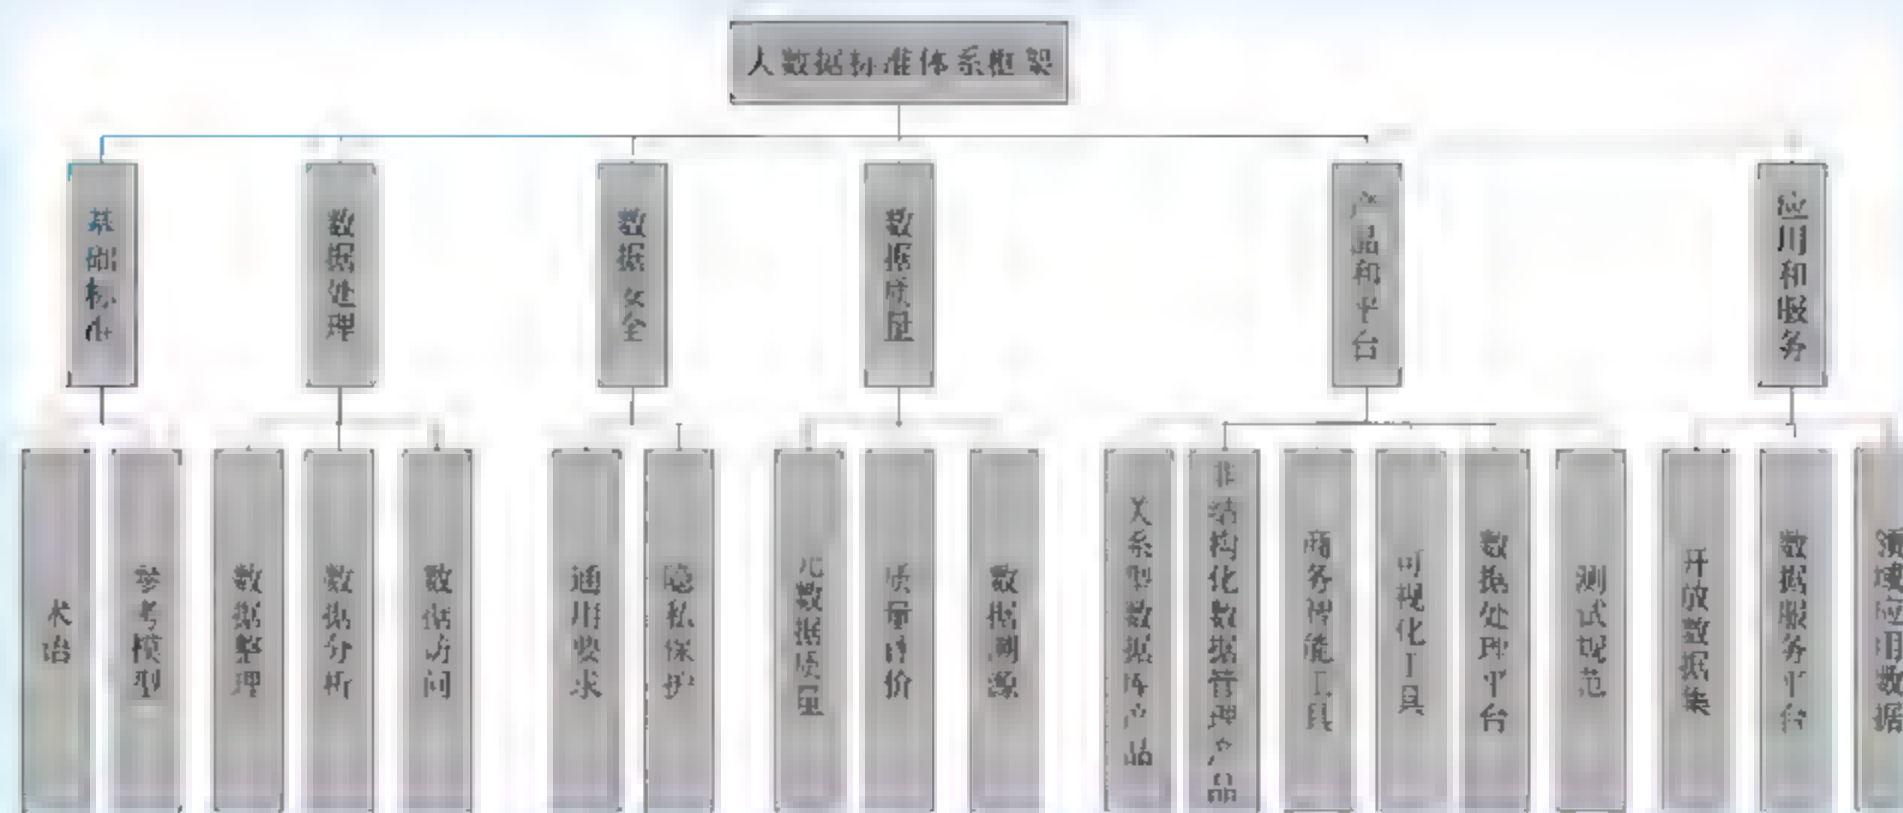 大数据标准体系框架
基础标准
数据处理
数据安全
数据质量
产品和平台
应用和服务
术语
参考模型
数据整理
数据分析
数据访问
通用要求
隐私保护
元数据质量
质量评价
数据溯源
关系型数据库产品
非结构化数据管理产品
商务智能工具
可视化工具
数据处理平台
测试规范
开放数据集
数据服务平台
领域应用数据